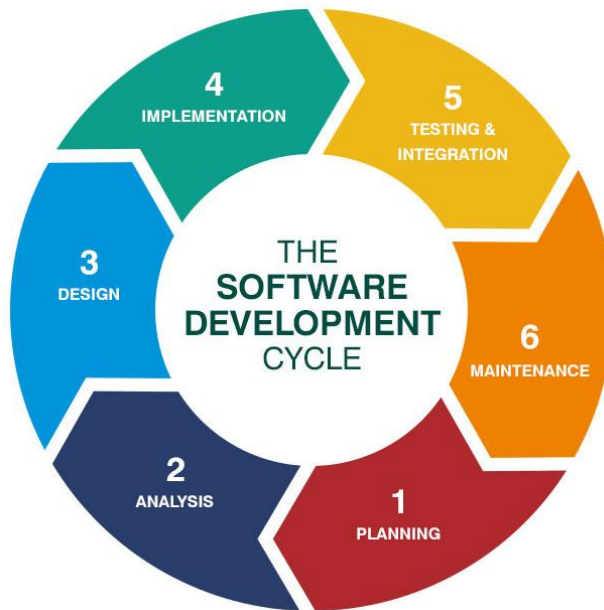 THE
SOFTWARE
DEVELOPMENT
CYCLE
1
PLANNING
2
ANALYSIS
3
DESIGN
4
IMPLEMENTATION
5
TESTING &
INTEGRATION
6
MAINTENANCE